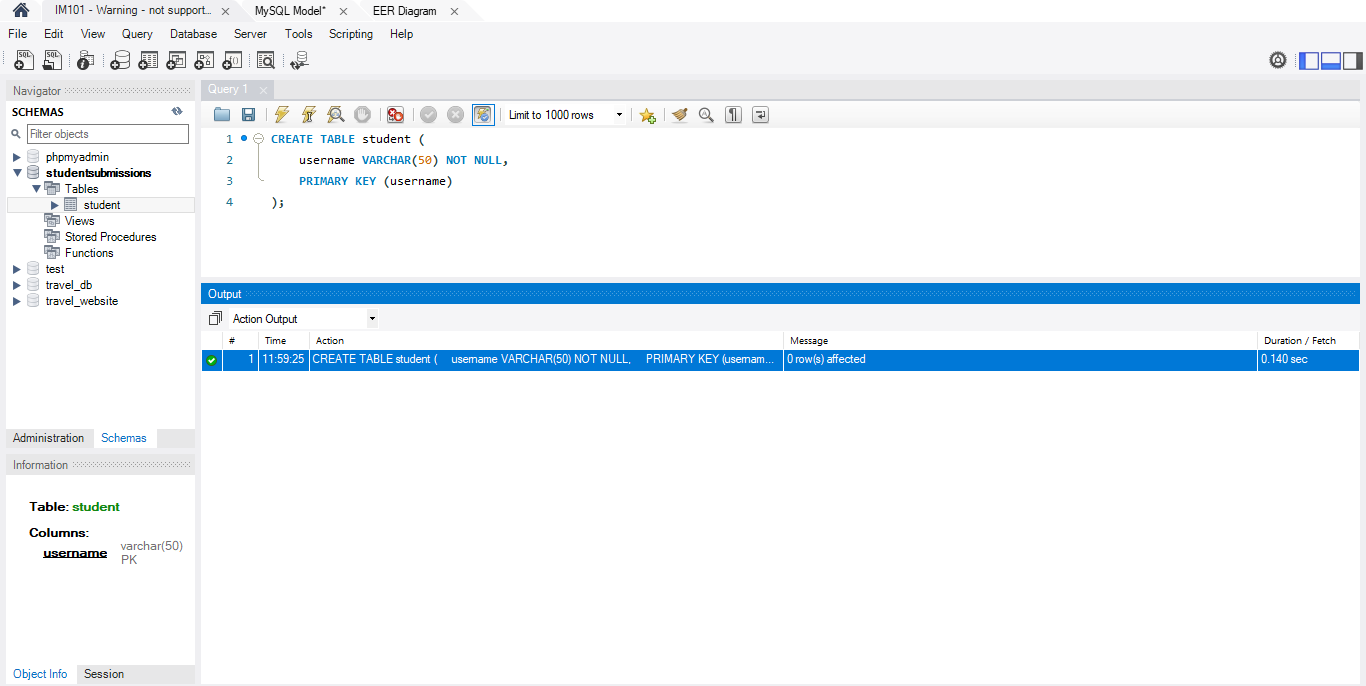 IM101 - Warning - not support... MySQL Model* EER Diagram
File Edit View Query Database Server Tools Scripting Help
Navigator
SCHEMAS
Filter objects
phpmyadmin
studentsubmissions
Tables
student
Views
Stored Procedures
Functions
test
travel_db
travel_website
Administration Schemas
Information
Table: student
Columns:
username varchar(50)
PK
Object Info Session
Query 1
Limit to 1000 rows
1 CREATE TABLE student (
2 username VARCHAR(50) NOT NULL,
3 PRIMARY KEY (username)
4 );
Output
Action Output
# Time Action Message Duration / Fetch
1 11:59:25 CREATE TABLE student ( username VARCHAR(50) NOT NULL, PRIMARY KEY (usernam... 0 row(s) affected 0.140 sec